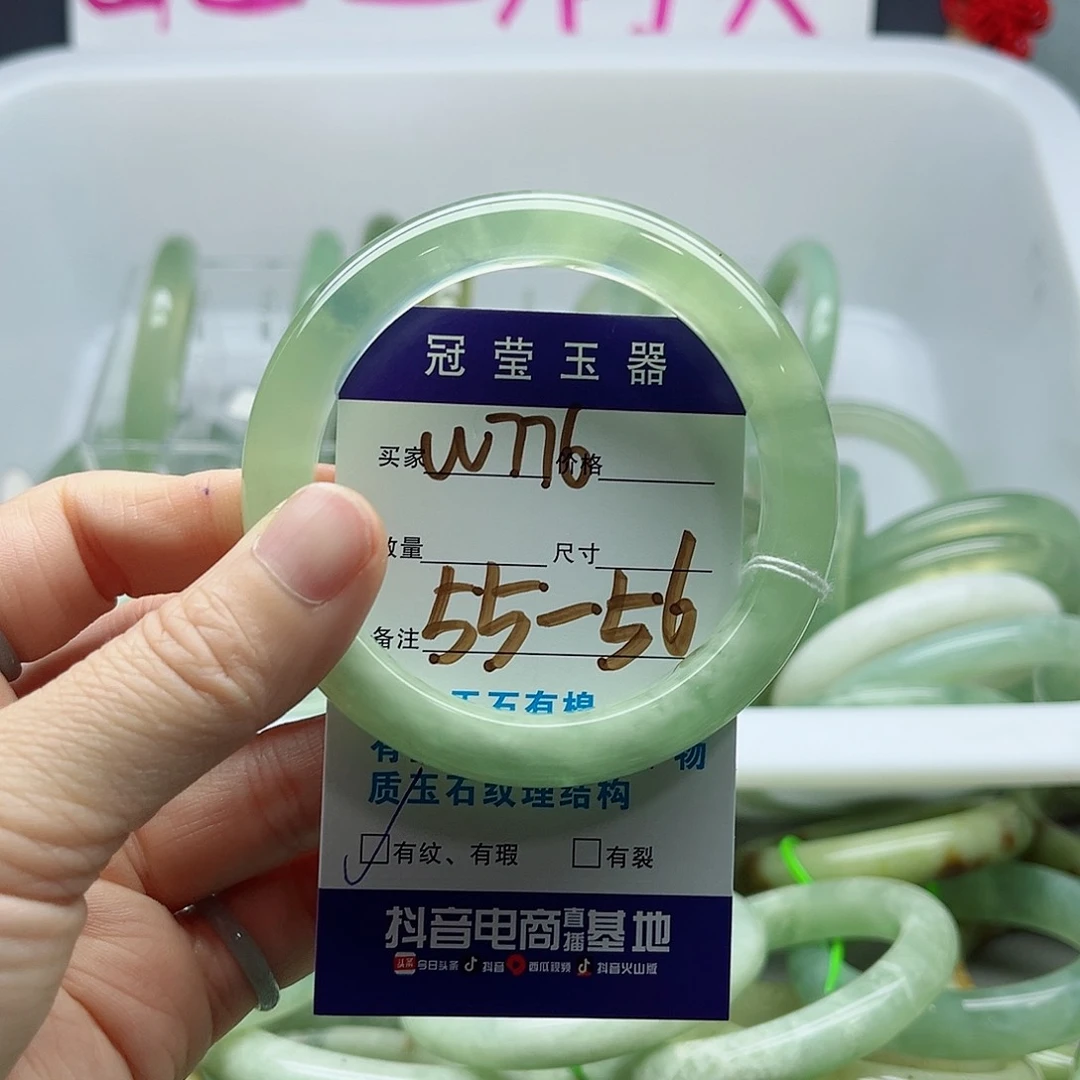 冠莹玉器
买家 W776 价格
数量 尺寸
备注 55-56
玉石有棉
物
质玉石纹理结构
有纹、有瑕 有裂
抖音电商直播基地
头条 今日头条 抖音 西瓜视频 抖音火山版